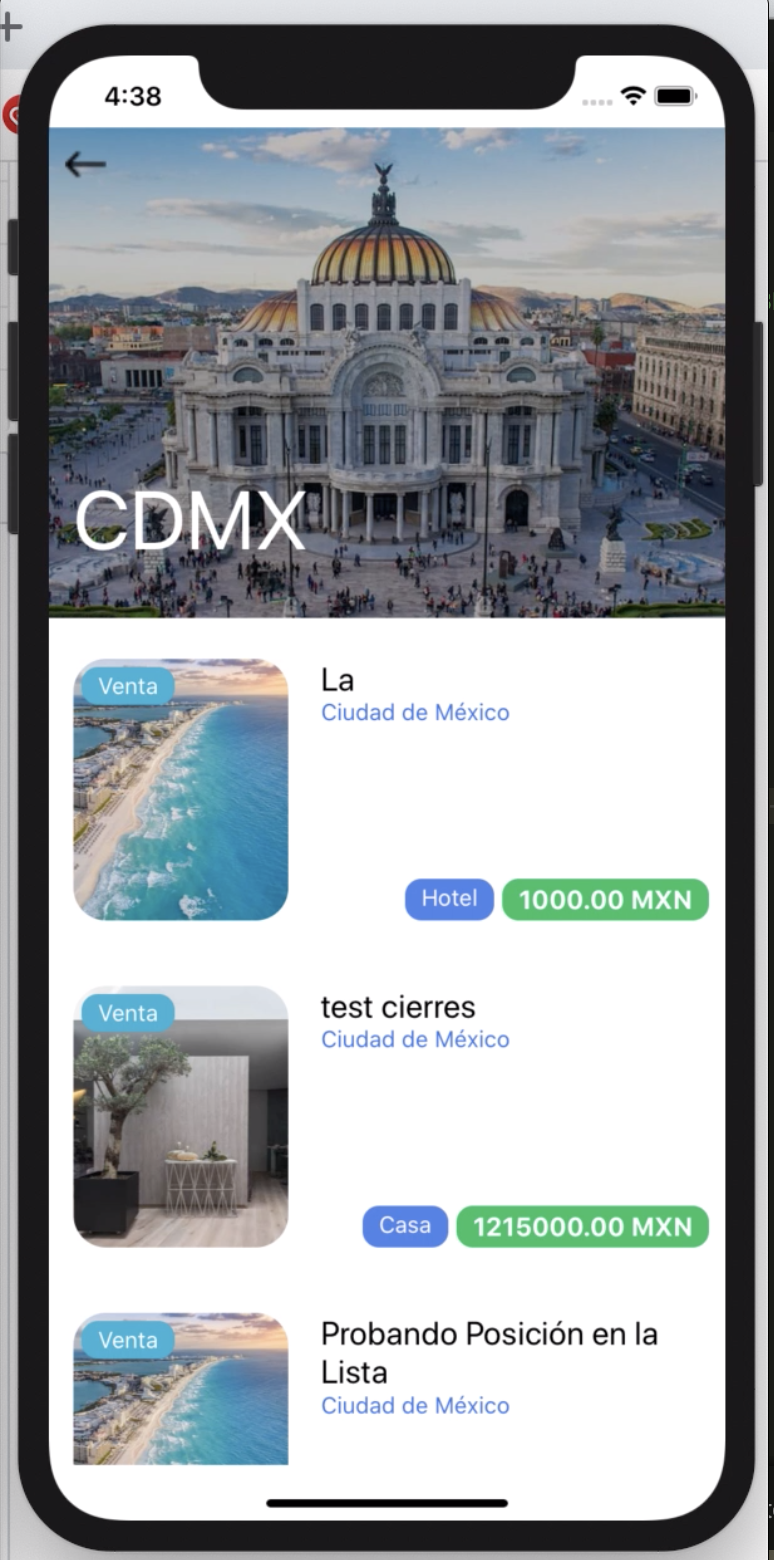 4:38
CDMX
Venta
La
Ciudad de México
Hotel
1000.00 MXN
Venta
test cierres
Ciudad de México
Casa
1215000.00 MXN
Venta
Probando Posición en la
Lista
Ciudad de México